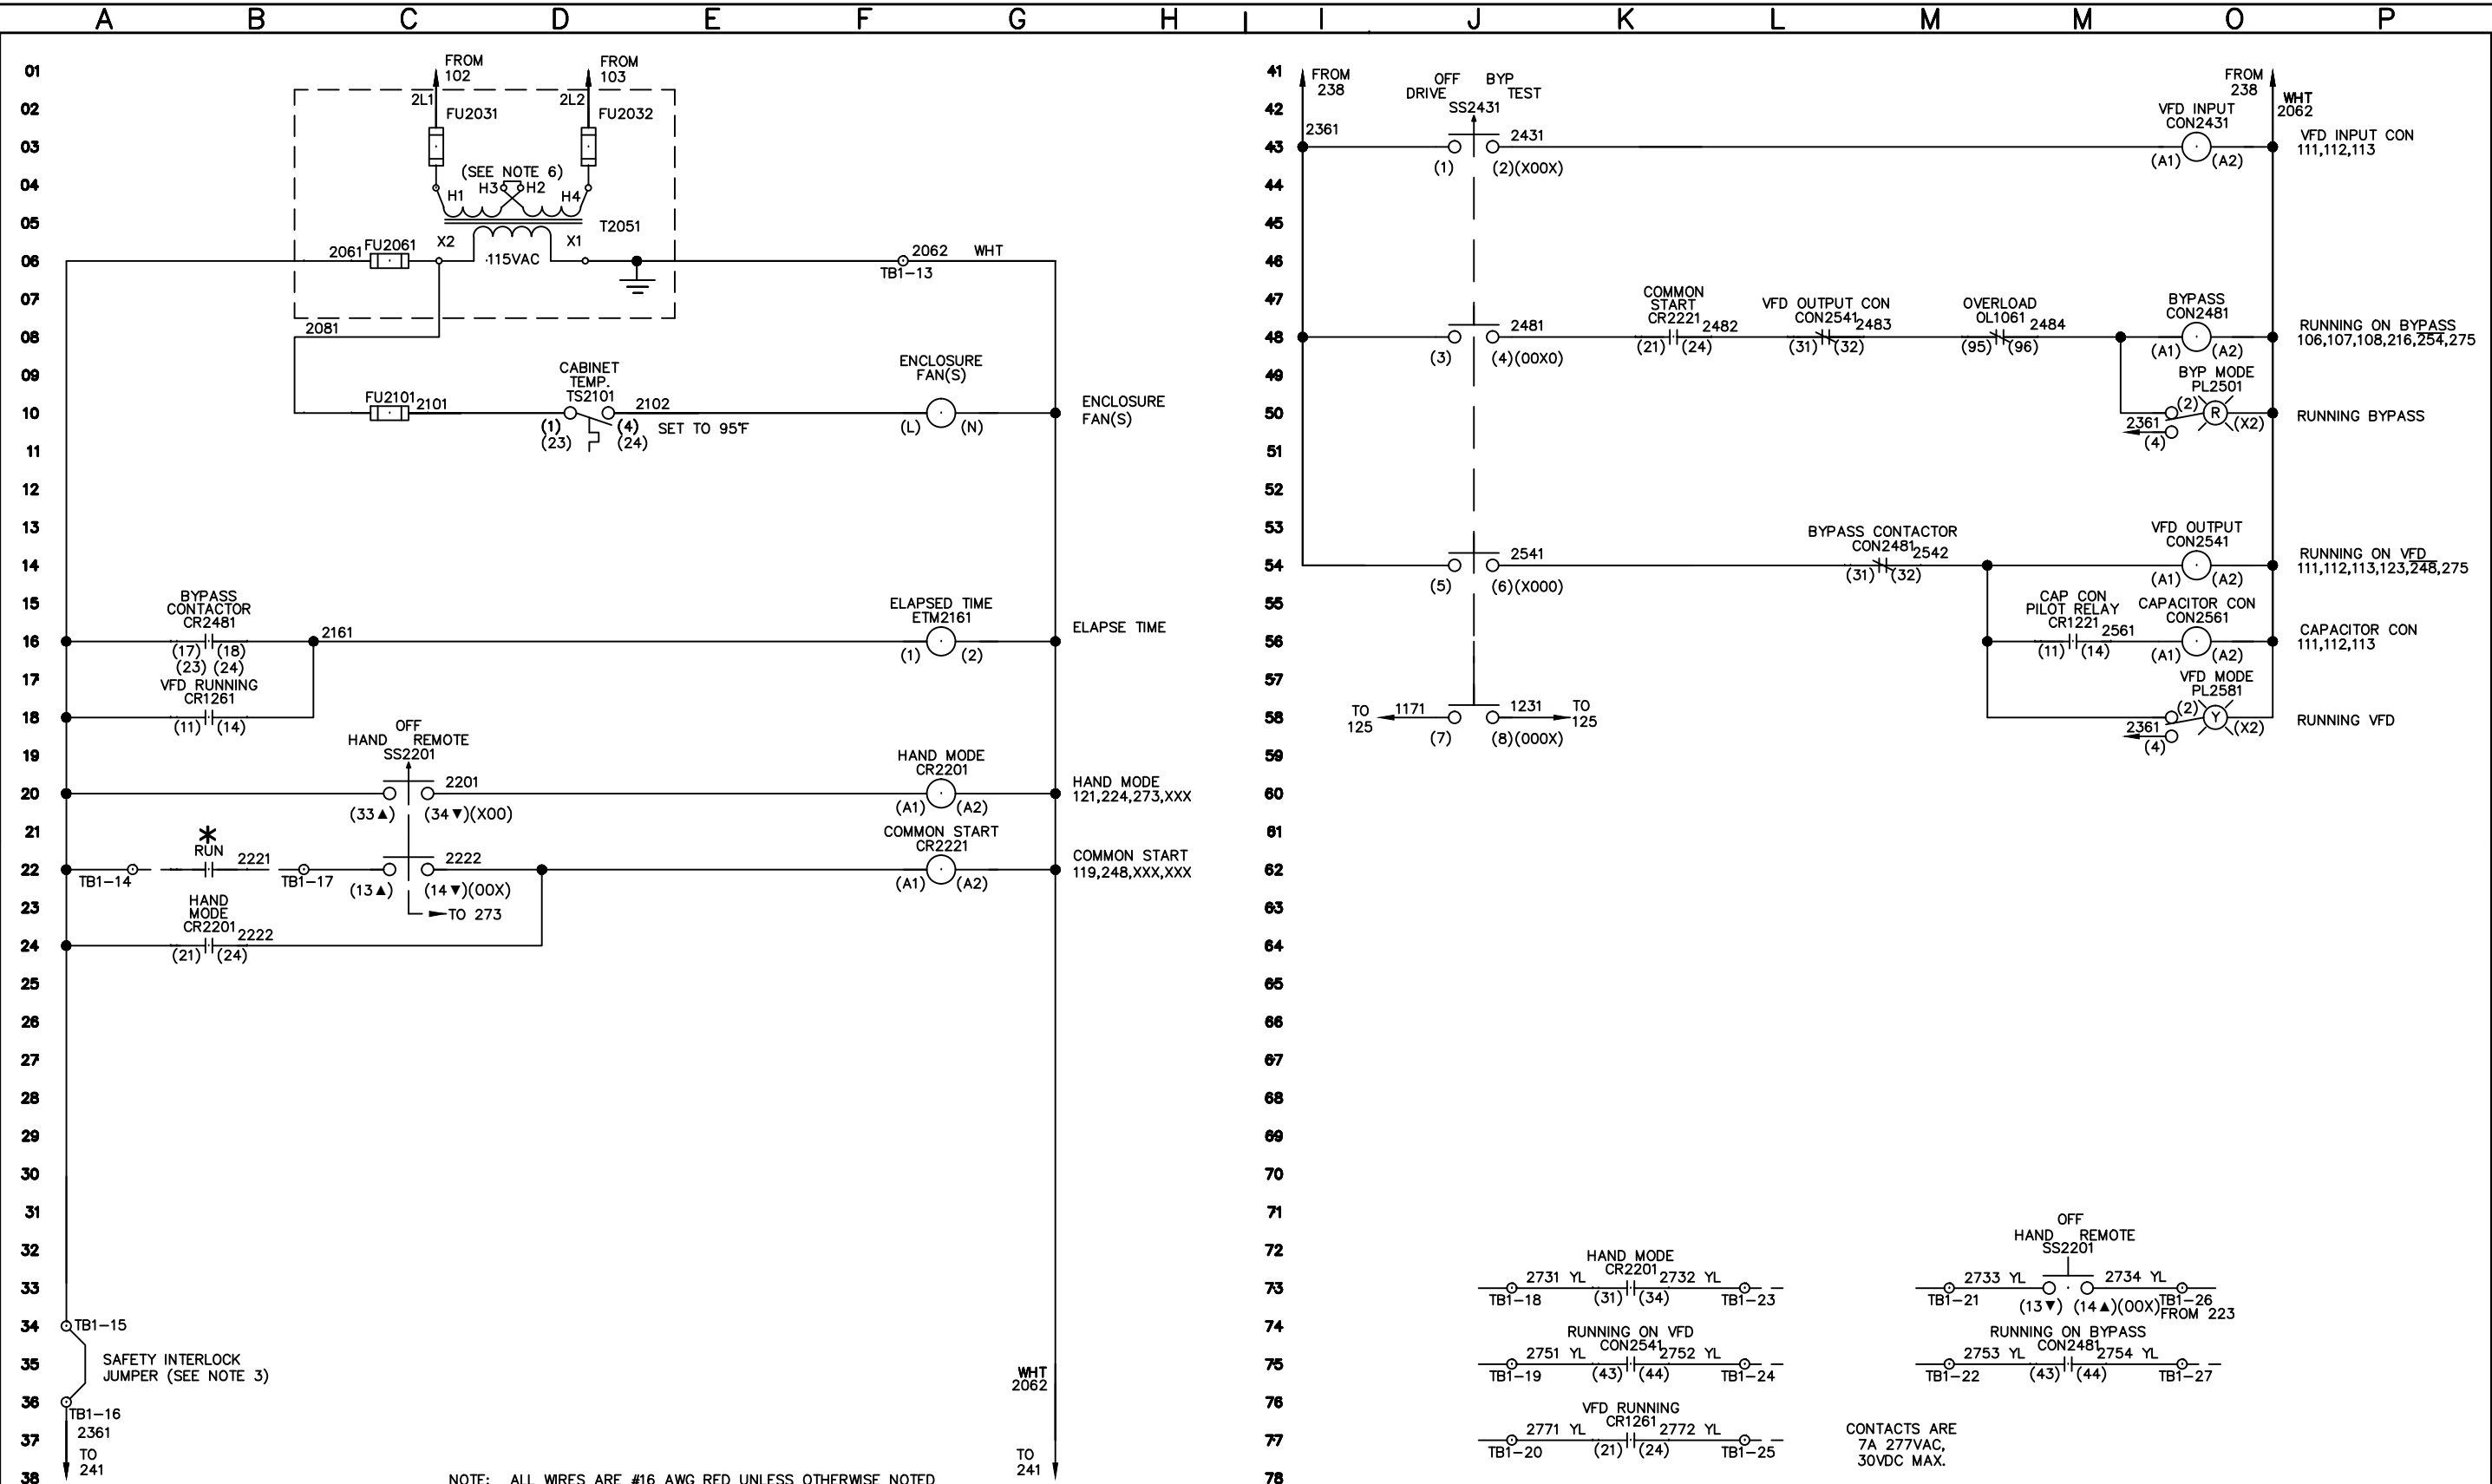 A B C D E F G H I J K L M M O P
01
02
03
04
05
06
07
08
09
10
11
12
13
14
15
16
17
18
19
20
21
22
23
24
25
26
27
28
29
30
31
32
33
34
35
36
37
38
FROM
102
FROM
103
2L1
2L2
FU2031
FU2032
(SEE NOTE 6)
H1
H3
H2
H4
T2051
2061
FU2061
X2
X1
115VAC
2062 WHT
TB1-13
2081
FU2101
2101
CABINET
TEMP.
TS2101
2102
(1)
(23)
(4)
(24)
SET TO 95°F
ENCLOSURE
FAN(S)
(L)
(N)
ENCLOSURE
FAN(S)
BYPASS
CONTACTOR
CR2481
(17) (18)
(23) (24)
2161
ELAPSED TIME
ETM2161
(1)
(2)
ELAPSE TIME
VFD RUNNING
CR1261
(11) (14)
OFF
HAND REMOTE
SS2201
2201
(33▲) (34▼)(X00)
HAND MODE
CR2201
(A1)
(A2)
HAND MODE
121,224,273,XXX
*
RUN
TB1-14
2221
TB1-17
2222
(13▲) (14▼)(00X)
TO 273
COMMON START
CR2221
(A1)
(A2)
COMMON START
119,248,XXX,XXX
HAND
MODE
CR2201
2222
(21) (24)
TB1-15
SAFETY INTERLOCK
JUMPER (SEE NOTE 3)
TB1-16
2361
TO
241
WHT
2062
TO
241
NOTE: ALL WIRES ARE #16 AWG RED UNLESS OTHERWISE NOTED
41
42
43
44
45
46
47
48
49
50
51
52
53
54
55
56
57
58
59
60
61
62
63
64
65
66
67
68
69
70
71
72
73
74
75
76
77
78
FROM
238
OFF BYP
DRIVE TEST
SS2431
2361
2431
(1) (2)(X00X)
FROM
238
WHT
2062
VFD INPUT
CON2431
(A1)
(A2)
VFD INPUT CON
111,112,113
2481
(3) (4)(00X0)
COMMON
START
CR2221
2482
(21) (24)
VFD OUTPUT CON
CON2541
2483
(31) (32)
OVERLOAD
OL1061
2484
(95) (96)
BYPASS
CON2481
(A1)
(A2)
RUNNING ON BYPASS
106,107,108,216,254,275
BYP MODE
PL2501
(2)
R
(X2)
2361
(4)
RUNNING BYPASS
2541
(5) (6)(X000)
BYPASS CONTACTOR
CON2481
2542
(31) (32)
VFD OUTPUT
CON2541
(A1)
(A2)
RUNNING ON VFD
111,112,113,123,248,275
CAP CON
PILOT RELAY
CR1221
2561
(11) (14)
CAPACITOR CON
CON2561
(A1)
(A2)
CAPACITOR CON
111,112,113
VFD MODE
PL2581
(2)
Y
(X2)
2361
(4)
RUNNING VFD
TO
125
1171
1231
TO
125
(7) (8)(000X)
HAND MODE
CR2201
2731 YL
2732 YL
TB1-18
(31) (34)
TB1-23
OFF
HAND REMOTE
SS2201
2733 YL
2734 YL
TB1-21
(13▼) (14▲)(00X)
TB1-26
FROM 223
RUNNING ON VFD
CON2541
2751 YL
2752 YL
TB1-19
(43) (44)
TB1-24
RUNNING ON BYPASS
CON2481
2753 YL
2754 YL
TB1-22
(43) (44)
TB1-27
VFD RUNNING
CR1261
2771 YL
2772 YL
TB1-20
(21) (24)
TB1-25
CONTACTS ARE
7A 277VAC,
30VDC MAX.